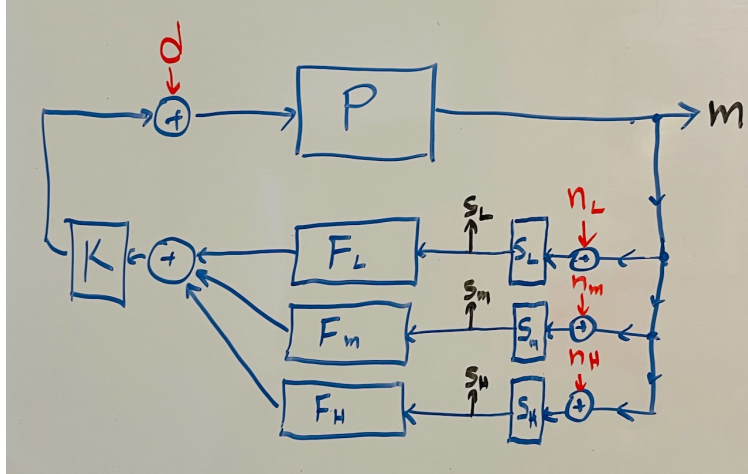 d
+
P
m
S_L
n_L
K
+
F_L
S_L
+
S_m
n_m
F_m
S_m
+
S_H
n_H
F_H
S_H
+